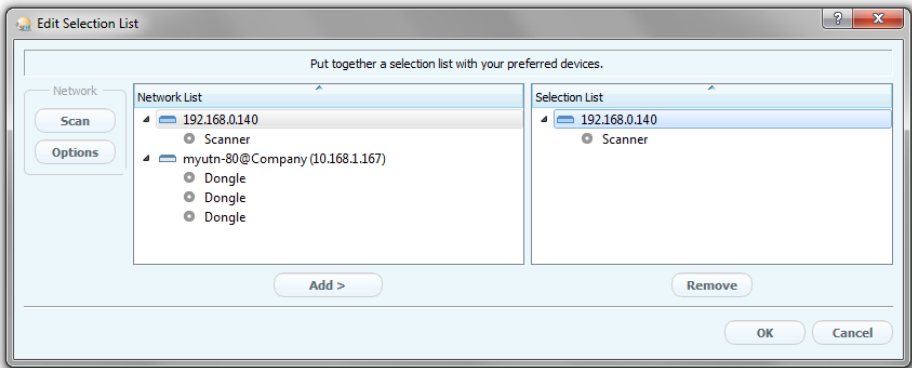 Edit Selection List
Put together a selection list with your preferred devices.
Network
Scan
Options
Network List
192.168.0.140
Scanner
myutn-80@Company (10.168.1.167)
Dongle
Dongle
Dongle
Selection List
192.168.0.140
Scanner
Add >
Remove
OK
Cancel